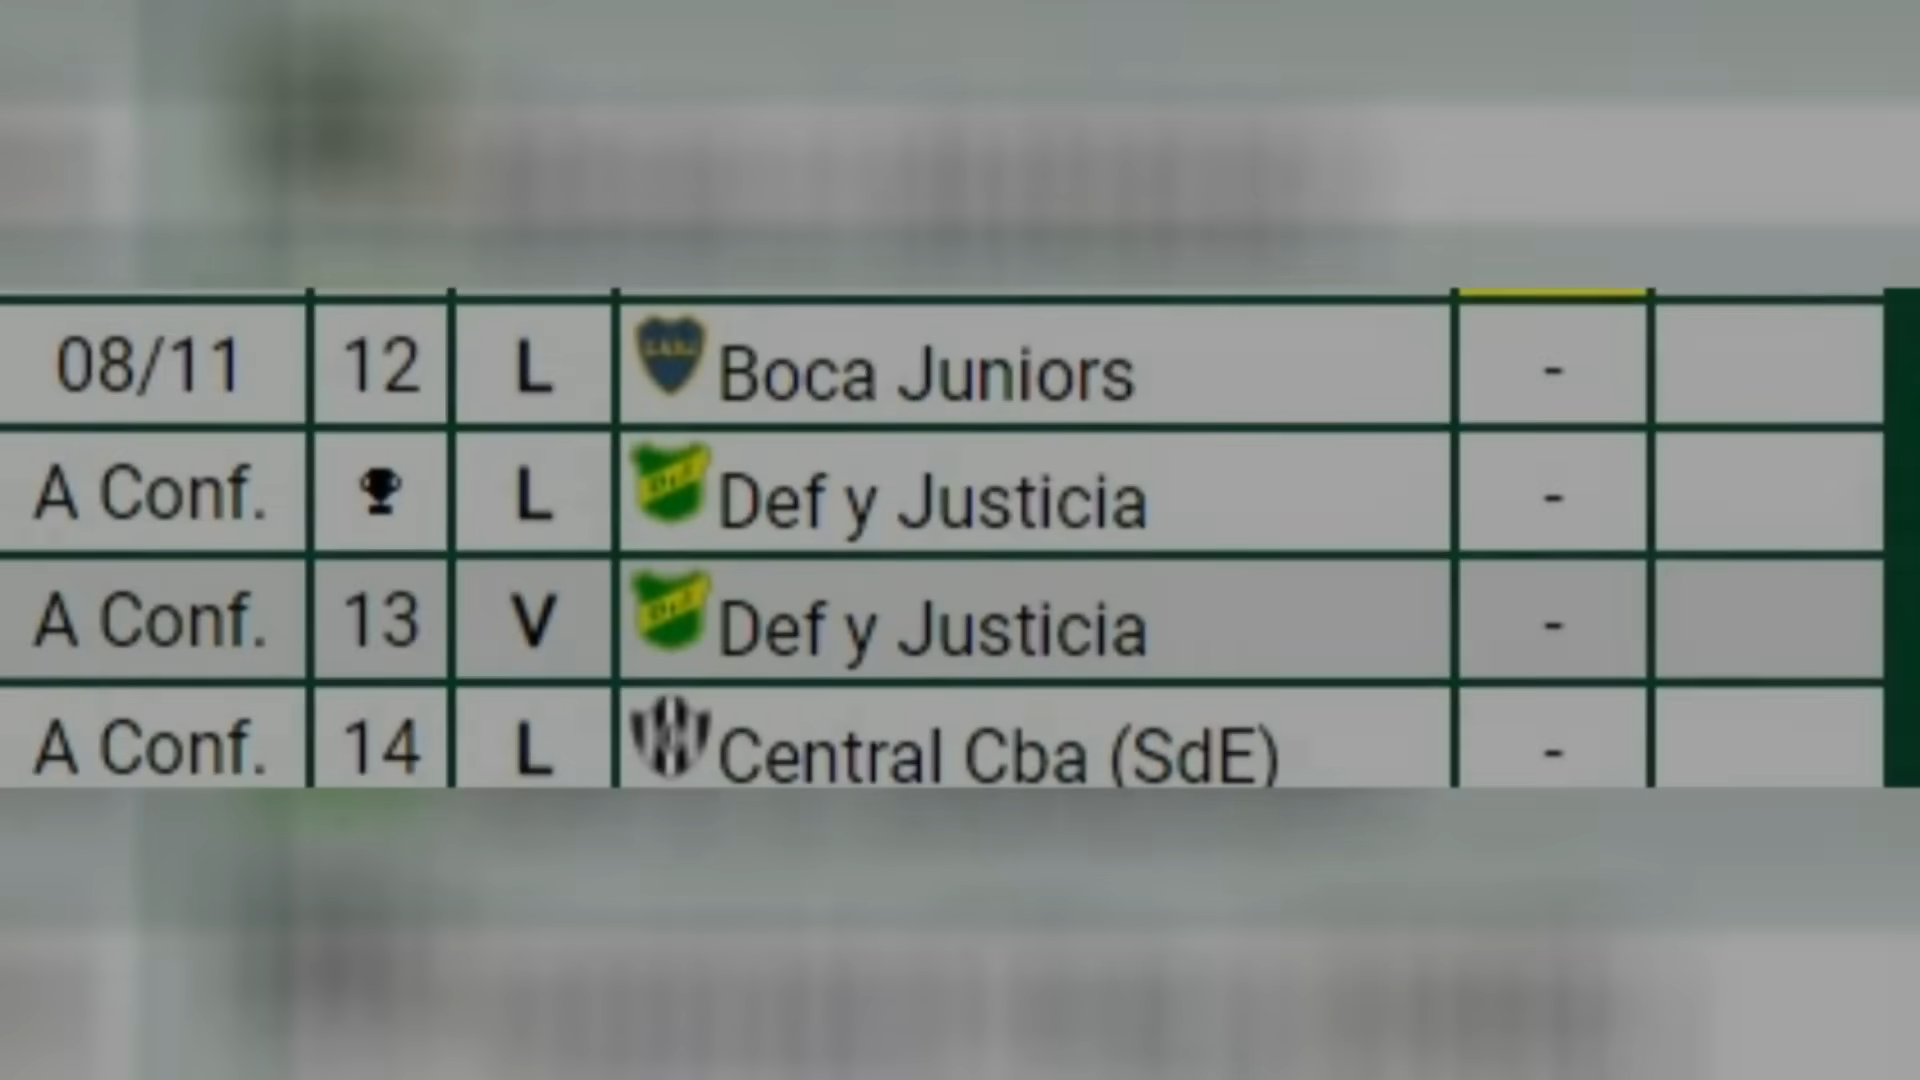 08/11 12 L Boca Juniors -
A Conf. L Def y Justicia -
A Conf. 13 V Def y Justicia -
A Conf. 14 L Central Cba (SdE) -